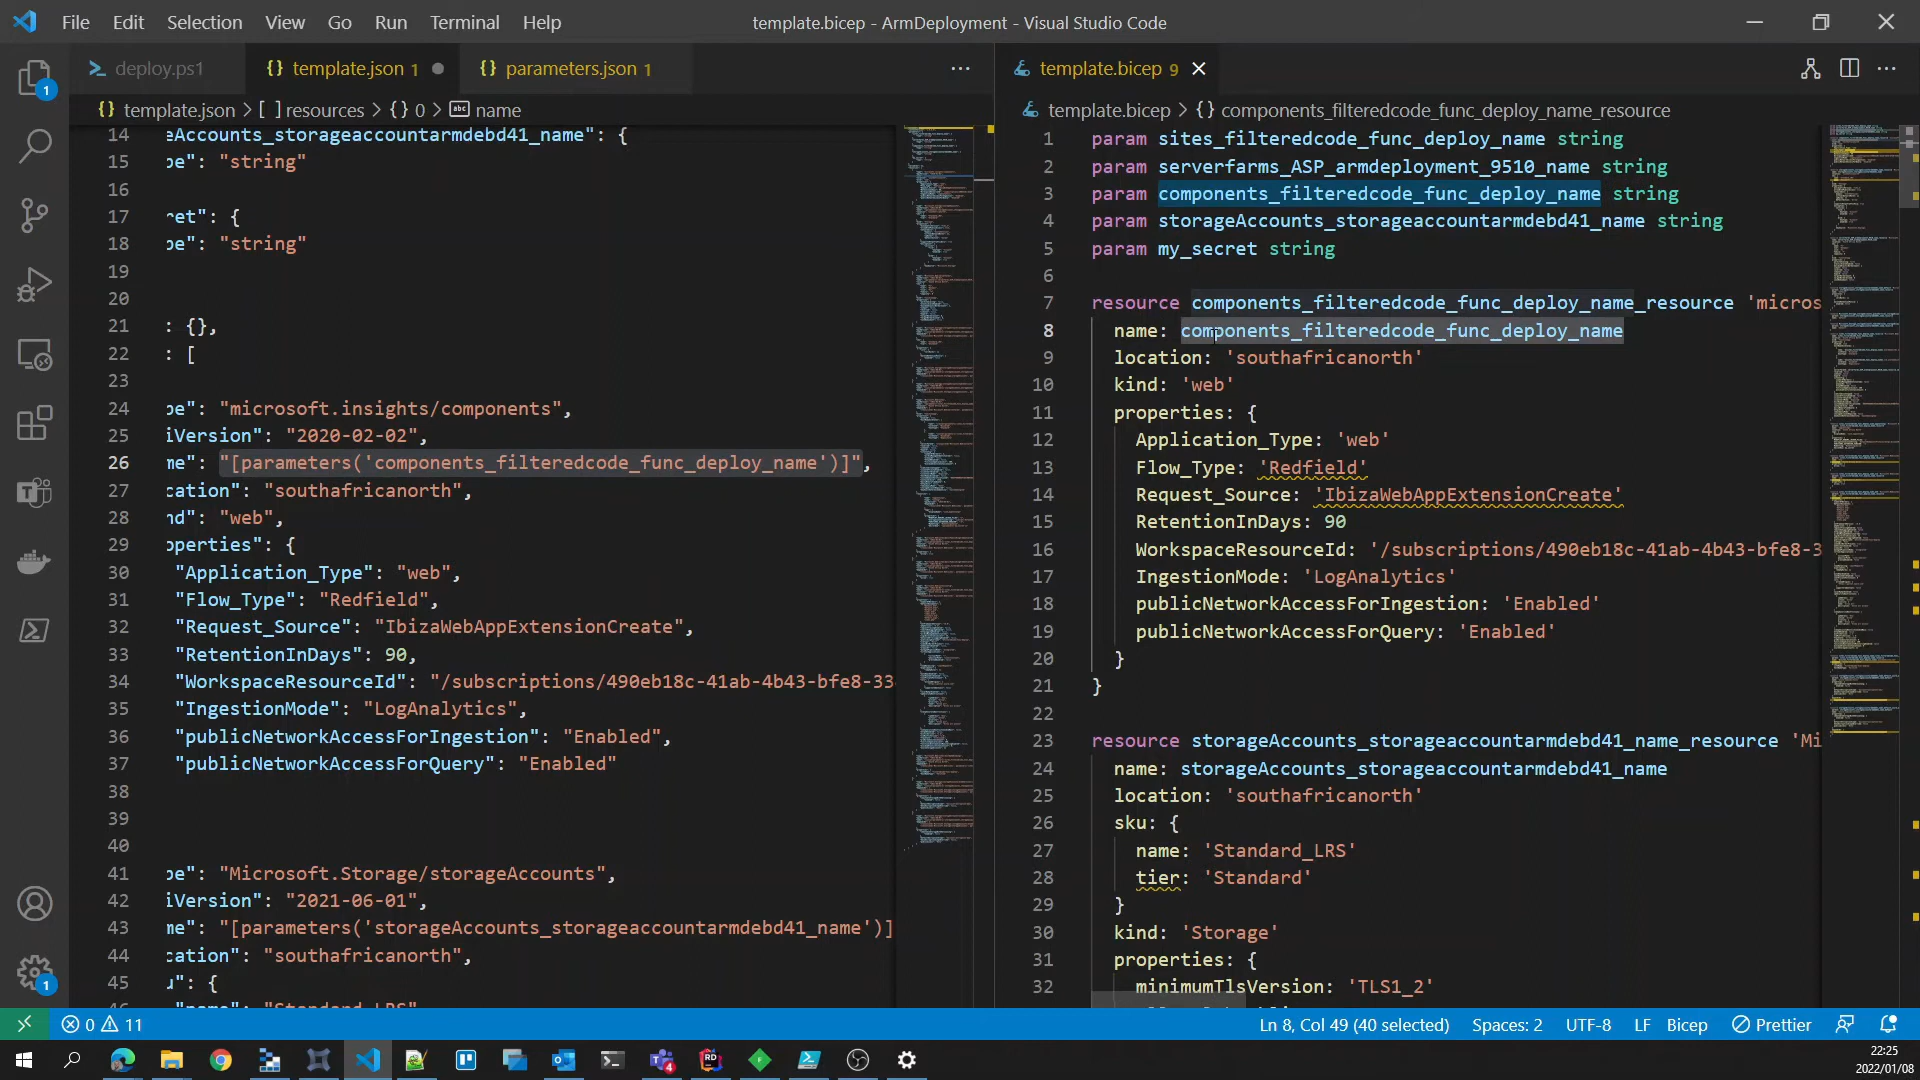 File Edit Selection View Go Run Terminal Help
template.bicep - ArmDeployment - Visual Studio Code
deploy.ps1
{} template.json 1
{} parameters.json 1
{} template.json > [ ] resources > {} 0 > abc name
14 eAccounts_storageaccountarmdebd41_name": {
15 pe": "string"
16
17 ret": {
18 pe": "string"
19
20
21 : {},
22 : [
23
24 pe": "microsoft.insights/components",
25 iVersion": "2020-02-02",
26 me": "[parameters('components_filteredcode_func_deploy_name')]",
27 cation": "southafricanorth",
28 nd": "web",
29 operties": {
30 "Application_Type": "web",
31 "Flow_Type": "Redfield",
32 "Request_Source": "IbizaWebAppExtensionCreate",
33 "RetentionInDays": 90,
34 "WorkspaceResourceId": "/subscriptions/490eb18c-41ab-4b43-bfe8-33
35 "IngestionMode": "LogAnalytics",
36 "publicNetworkAccessForIngestion": "Enabled",
37 "publicNetworkAccessForQuery": "Enabled"
38
39
40
41 pe": "Microsoft.Storage/storageAccounts",
42 iVersion": "2021-06-01",
43 me": "[parameters('storageAccounts_storageaccountarmdebd41_name')]
44 cation": "southafricanorth",
45 u": {
46 "name": "Standard_LRS"
template.bicep 9
template.bicep > {} components_filteredcode_func_deploy_name_resource
1 param sites_filteredcode_func_deploy_name string
2 param serverfarms_ASP_armdeployment_9510_name string
3 param components_filteredcode_func_deploy_name string
4 param storageAccounts_storageaccountarmdebd41_name string
5 param my_secret string
6
7 resource components_filteredcode_func_deploy_name_resource 'micros
8 name: components_filteredcode_func_deploy_name
9 location: 'southafricanorth'
10 kind: 'web'
11 properties: {
12 Application_Type: 'web'
13 Flow_Type: 'Redfield'
14 Request_Source: 'IbizaWebAppExtensionCreate'
15 RetentionInDays: 90
16 WorkspaceResourceId: '/subscriptions/490eb18c-41ab-4b43-bfe8-3
17 IngestionMode: 'LogAnalytics'
18 publicNetworkAccessForIngestion: 'Enabled'
19 publicNetworkAccessForQuery: 'Enabled'
20 }
21 }
22
23 resource storageAccounts_storageaccountarmdebd41_name_resource 'Mi
24 name: storageAccounts_storageaccountarmdebd41_name
25 location: 'southafricanorth'
26 sku: {
27 name: 'Standard_LRS'
28 tier: 'Standard'
29 }
30 kind: 'Storage'
31 properties: {
32 minimumTlsVersion: 'TLS1_2'
1
1
0 11
Ln 8, Col 49 (40 selected) Spaces: 2 UTF-8 LF Bicep Prettier
4
RD
22:25
2022/01/08